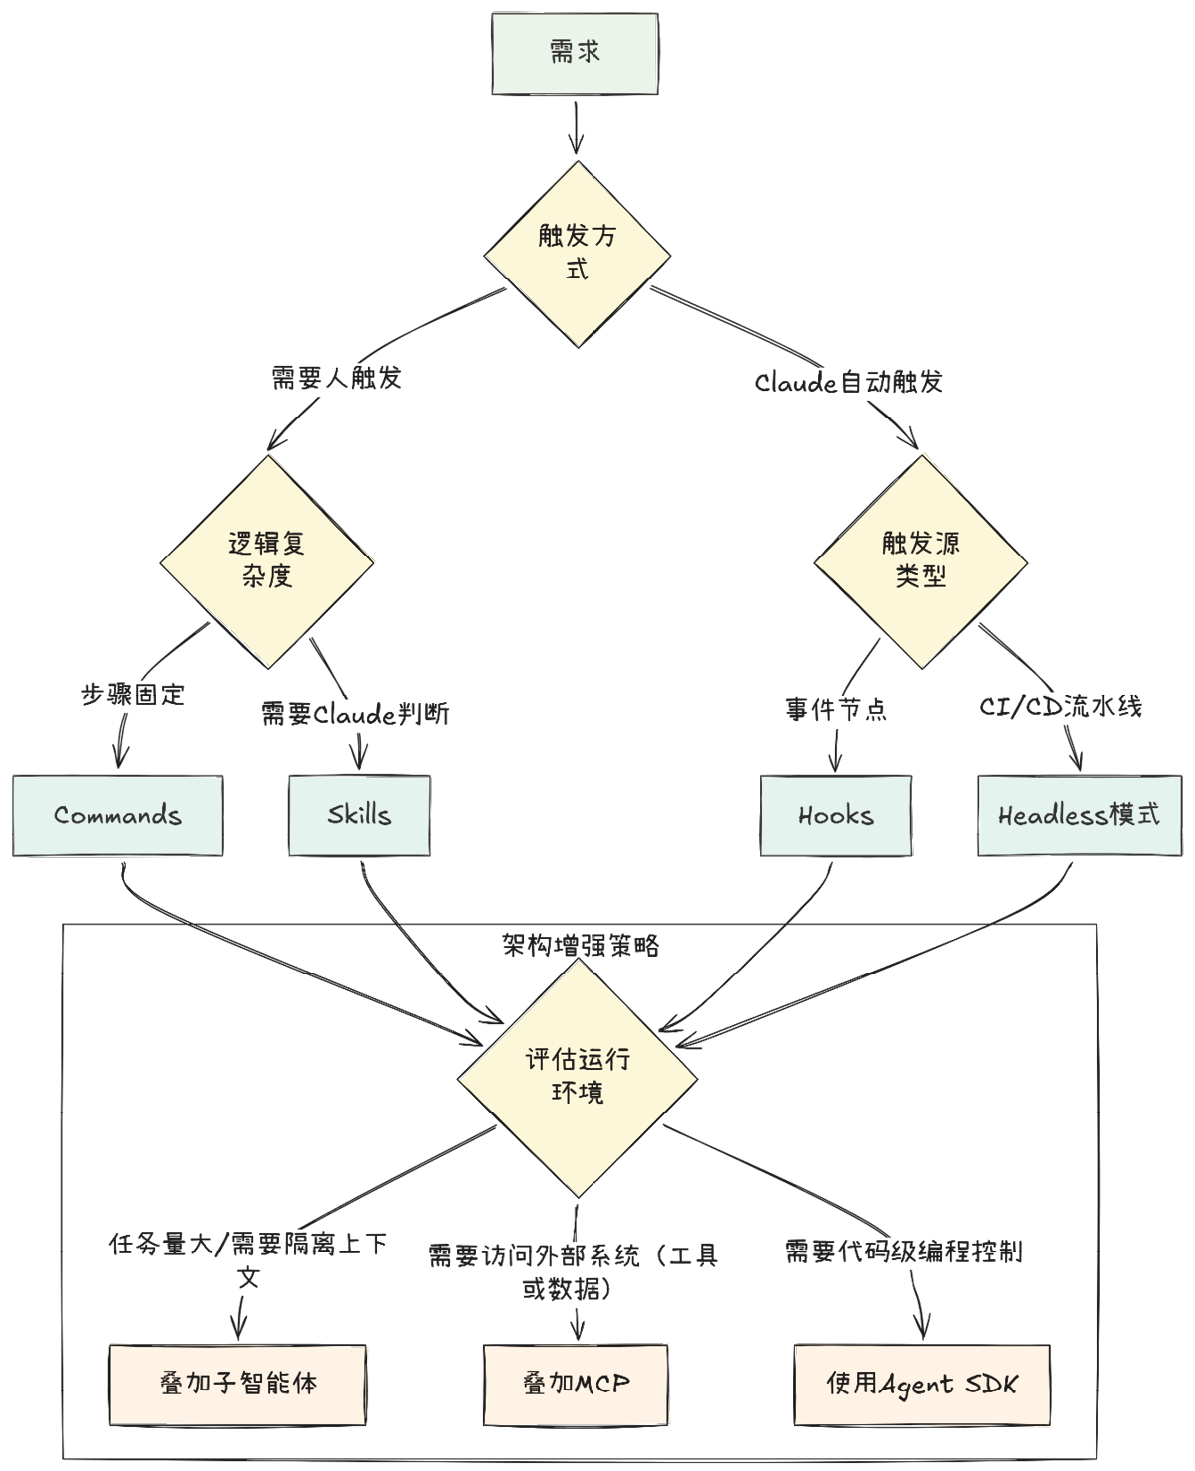 需求
触发方
式
需要人触发
Claude自动触发
逻辑复
杂度
触发源
类型
步骤固定
需要Claude判断
事件节点
CI/CD流水线
Commands
Skills
Hooks
Headless模式
架构增强策略
评估运行
环境
任务量大/需要隔离上下
文
需要访问外部系统（工具
或数据）
需要代码级编程控制
叠加子智能体
叠加MCP
使用Agent SDK